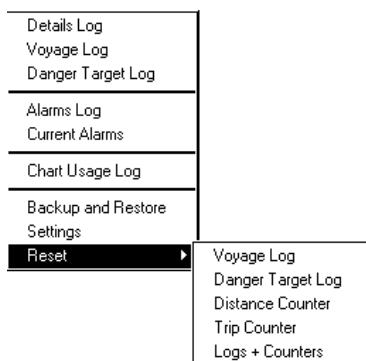 Details Log
Voyage Log
Danger Target Log
Alarms Log
Current Alarms
Chart Usage Log
Backup and Restore
Settings
Reset
Voyage Log
Danger Target Log
Distance Counter
Trip Counter
Logs + Counters